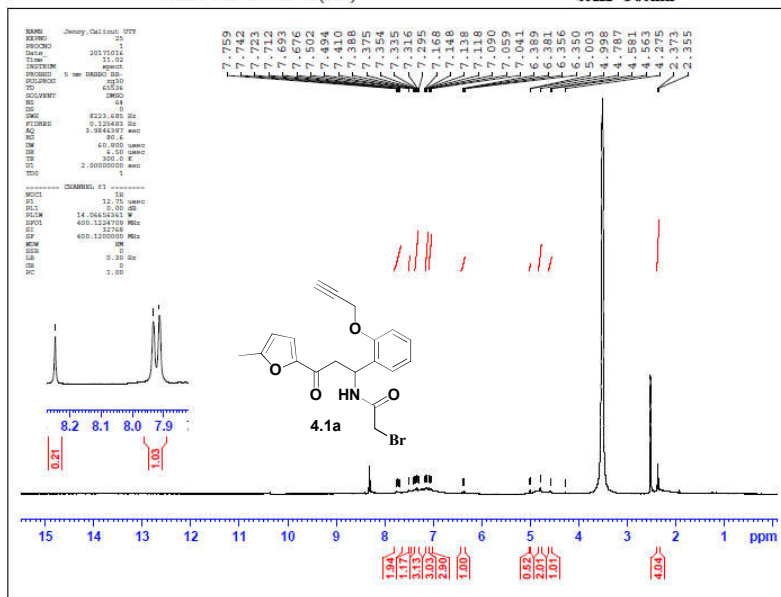 7.759
7.742
7.723
7.712
7.693
7.676
7.502
7.494
7.410
7.388
7.375
7.354
7.335
7.316
7.295
7.168
7.148
7.138
7.118
7.090
7.059
7.041
6.389
6.381
6.356
6.350
5.003
4.998
4.787
4.581
4.563
4.275
2.373
2.355
NAME Jency, Calicut UTY
EXPNO 25
PROCNO 1
Date_ 20171016
Time 11.02
INSTRUM spect
PROBHD 5 mm PABBO BB-
PULPROG zg30
TD 65536
SOLVENT DMSO
NS 64
DS 0
SWH 8223.685 Hz
FIDRES 0.125483 Hz
AQ 3.9846387 sec
RG 80.6
DW 60.800 usec
DE 6.50 usec
TE 300.0 K
D1 2.00000000 sec
TD0 1
======== CHANNEL f1 ========
NUC1 1H
P1 12.75 usec
PL1 0.00 dB
PL1W 14.06656361 W
SFO1 400.1224709 MHz
SI 32768
SF 400.1200000 MHz
WDW EM
SSB 0
LB 0.30 Hz
GB 0
PC 1.00
O
O
O
N
H
O
Br
4.1a
8.2 8.1 8.0 7.9
0.21 1.03
15 14 13 12 11 10 9 8 7 6 5 4 3 2 1 ppm
1.94 1.17 3.13 3.03 2.90 1.00 0.52 2.01 1.01 4.04